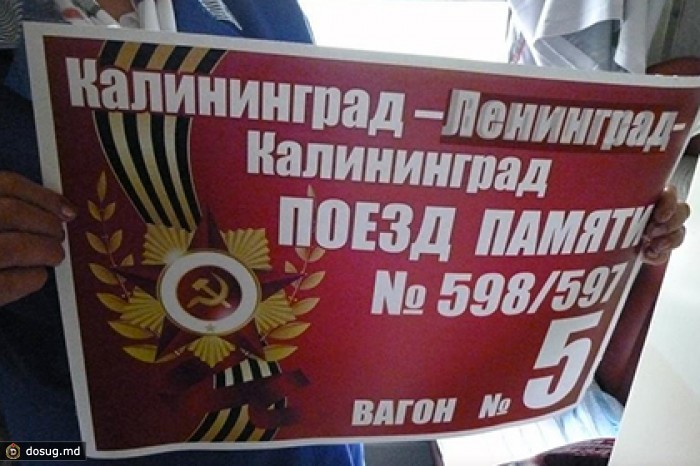 Калининград – Ленинград -
Калининград
ПОЕЗД ПАМЯТИ
№ 598/597
ВАГОН № 5
dosug.md